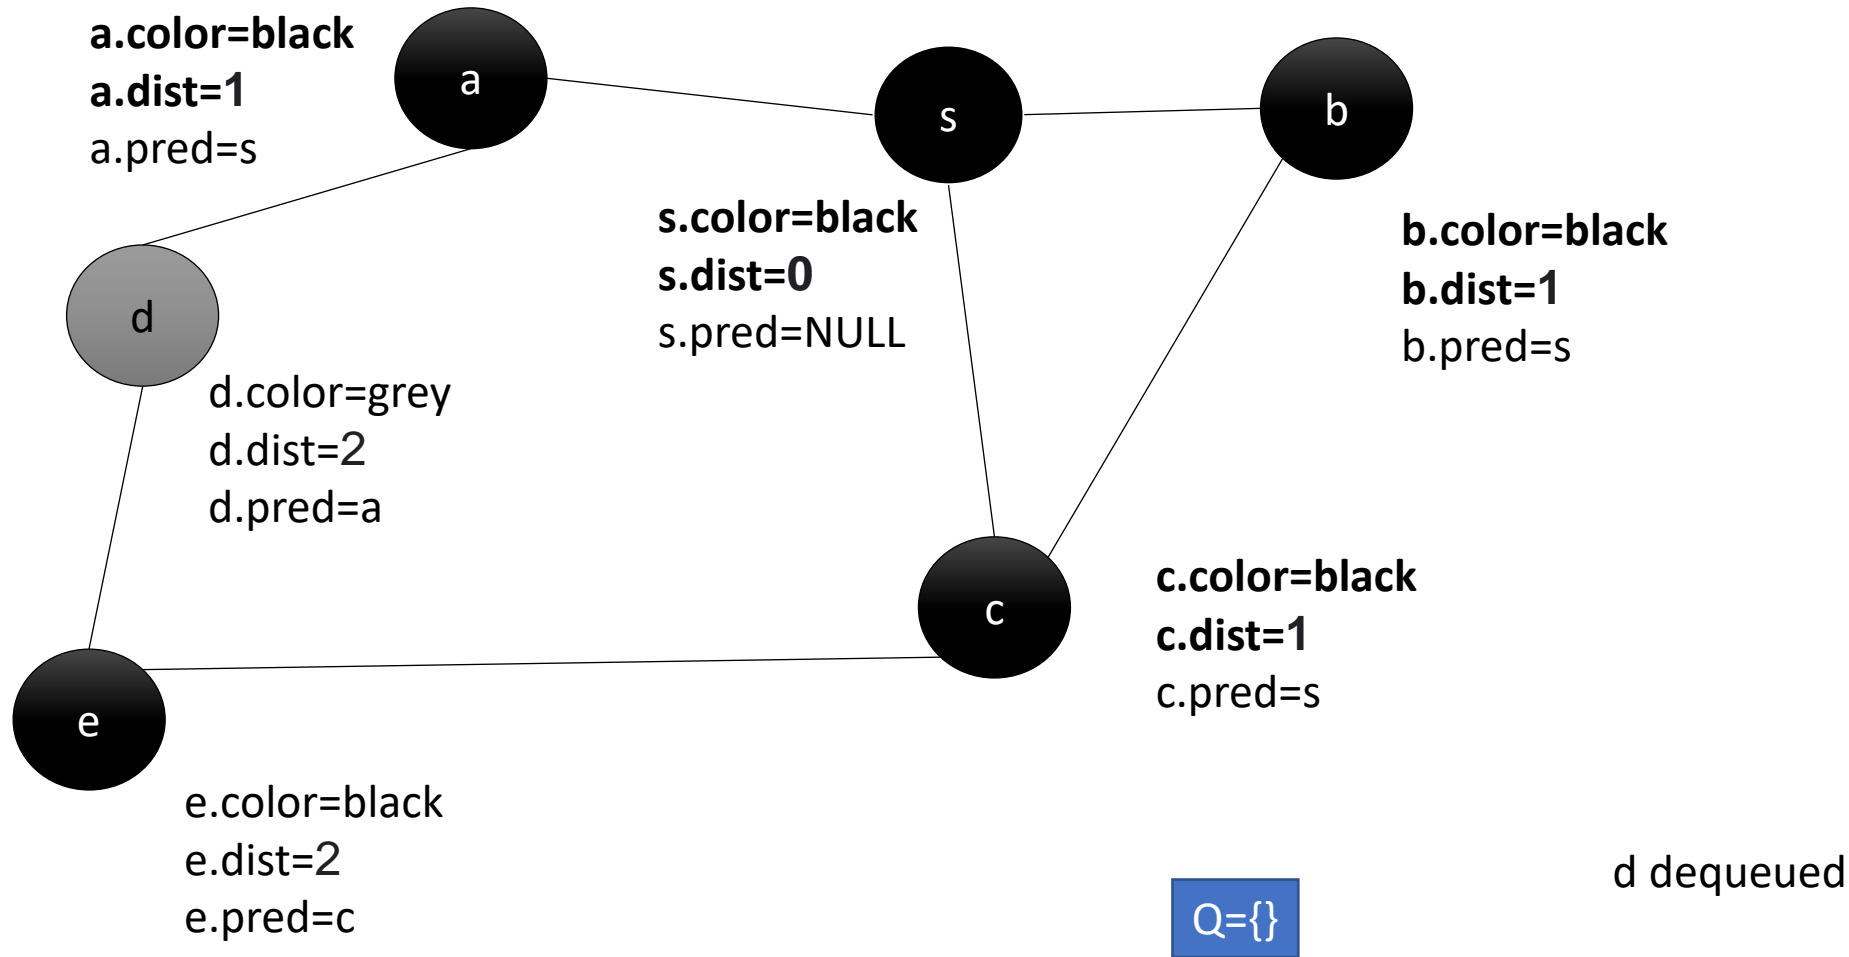 a.color=black
a.dist=1
a.pred=s
a
s
b
s.color=black
s.dist=0
s.pred=NULL
b.color=black
b.dist=1
b.pred=s
d
d.color=grey
d.dist=2
d.pred=a
c
c.color=black
c.dist=1
c.pred=s
e
e.color=black
e.dist=2
e.pred=c
Q={}
d dequeued